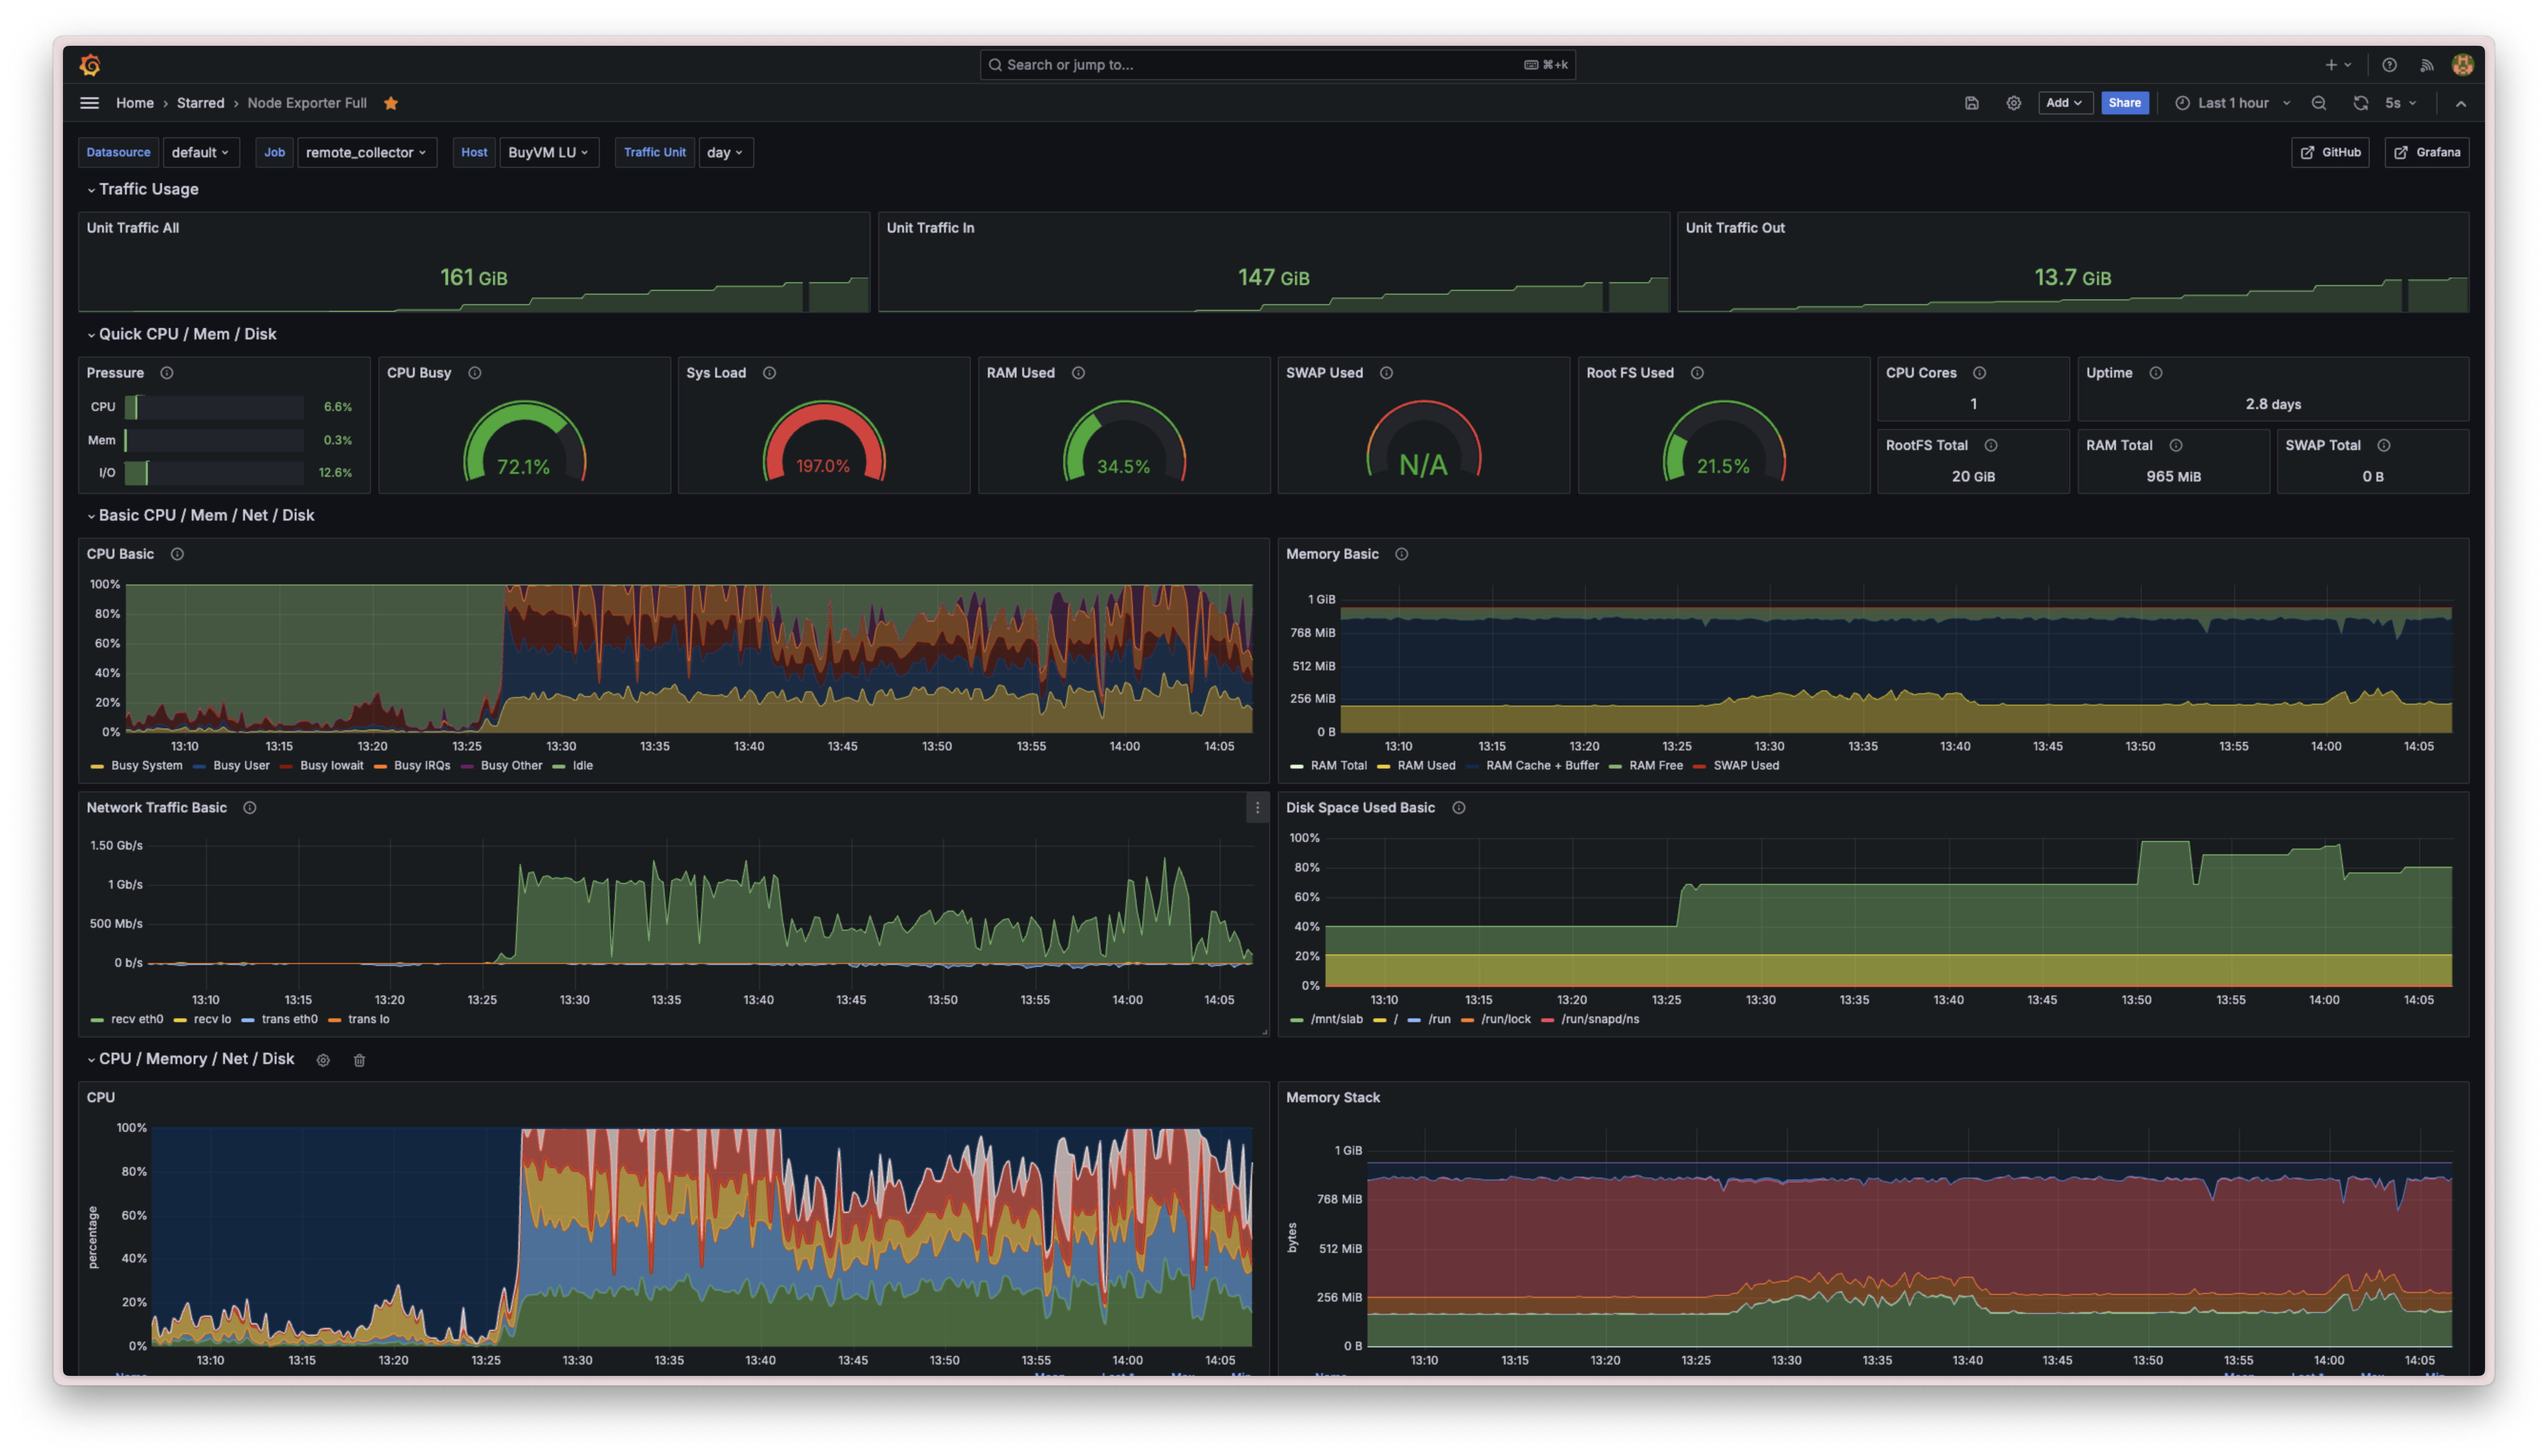 Search or jump to... ⌘+k
Home › Starred › Node Exporter Full
Add Share Last 1 hour 5s
Datasource default Job remote_collector Host BuyVM LU Traffic Unit day GitHub Grafana
Traffic Usage
Unit Traffic All Unit Traffic In Unit Traffic Out
161 GiB 147 GiB 13.7 GiB
Quick CPU / Mem / Disk
Pressure CPU Busy Sys Load RAM Used SWAP Used Root FS Used CPU Cores Uptime
CPU 6.6% 1 2.8 days
Mem 0.3% RootFS Total RAM Total SWAP Total
I/O 12.6% 72.1% 197.0% 34.5% N/A 21.5% 20 GiB 965 MiB 0 B
Basic CPU / Mem / Net / Disk
CPU Basic
100%
80%
60%
40%
20%
0%
13:10 13:15 13:20 13:25 13:30 13:35 13:40 13:45 13:50 13:55 14:00 14:05
Busy System Busy User Busy Iowait Busy IRQs Busy Other Idle
Memory Basic
1 GiB
768 MiB
512 MiB
256 MiB
0 B
13:10 13:15 13:20 13:25 13:30 13:35 13:40 13:45 13:50 13:55 14:00 14:05
RAM Total RAM Used RAM Cache + Buffer RAM Free SWAP Used
Network Traffic Basic
1.50 Gb/s
1 Gb/s
500 Mb/s
0 b/s
13:10 13:15 13:20 13:25 13:30 13:35 13:40 13:45 13:50 13:55 14:00 14:05
recv eth0 recv lo trans eth0 trans lo
Disk Space Used Basic
100%
80%
60%
40%
20%
0%
13:10 13:15 13:20 13:25 13:30 13:35 13:40 13:45 13:50 13:55 14:00 14:05
/mnt/slab / /run /run/lock /run/snapd/ns
CPU / Memory / Net / Disk
CPU
percentage
100%
80%
60%
40%
20%
0%
13:10 13:15 13:20 13:25 13:30 13:35 13:40 13:45 13:50 13:55 14:00 14:05
Memory Stack
bytes
1 GiB
768 MiB
512 MiB
256 MiB
0 B
13:10 13:15 13:20 13:25 13:30 13:35 13:40 13:45 13:50 13:55 14:00 14:05